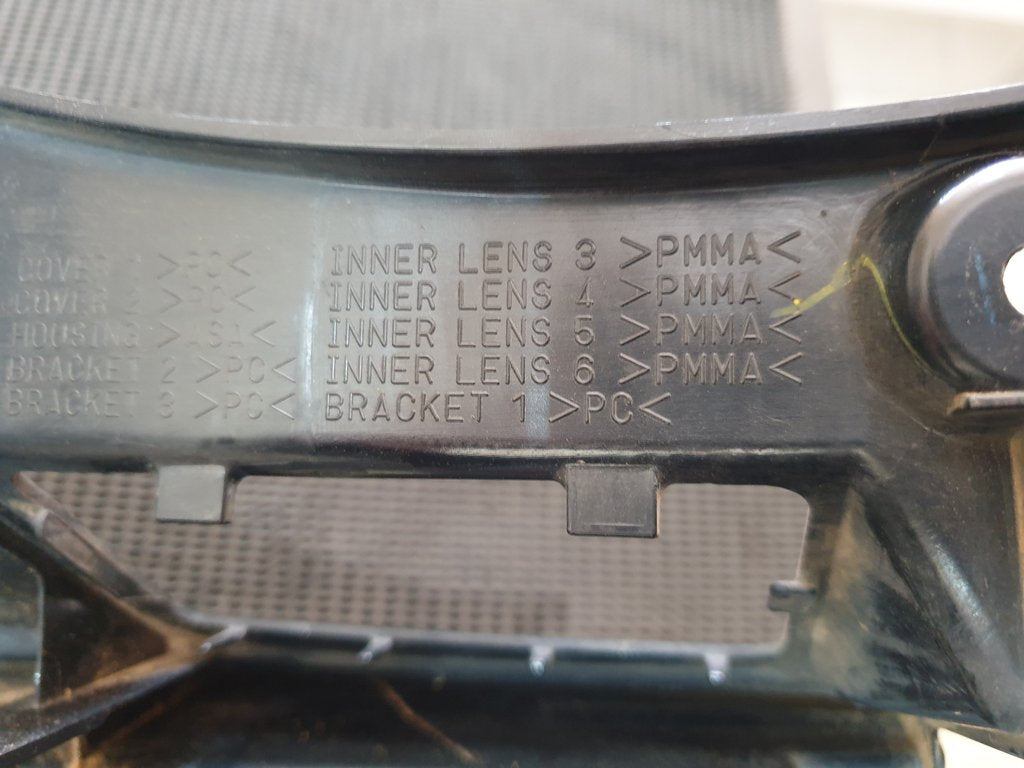 COVER 1 >PC<
COVER 2 >PC<
HOUSING >ASA<
BRACKET 2 >PC<
BRACKET 3 >PC<
INNER LENS 3 >PMMA<
INNER LENS 4 >PMMA<
INNER LENS 5 >PMMA<
INNER LENS 6 >PMMA<
BRACKET 1 >PC<